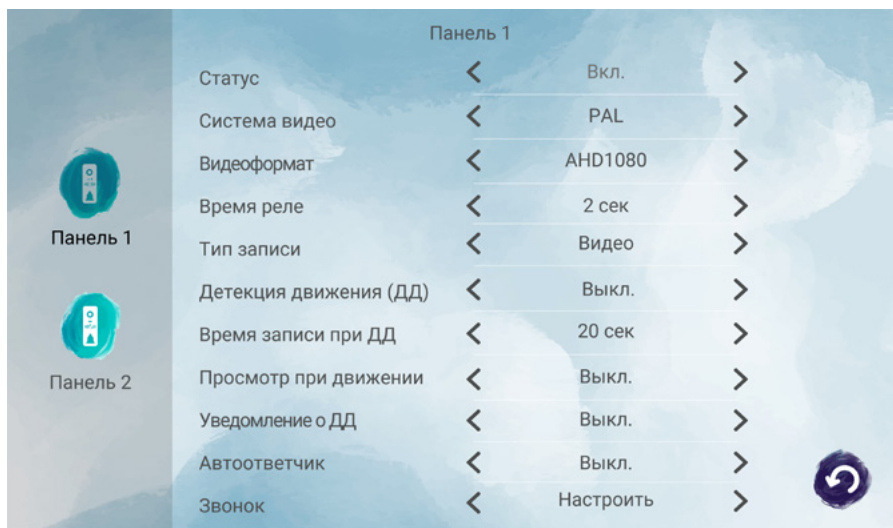 Панель 1
Статус Вкл.
Система видео PAL
Видеоформат AHD1080
Время реле 2 сек
Панель 1
Тип записи Видео
Детекция движения (ДД) Выкл.
Время записи при ДД 20 сек
Панель 2
Просмотр при движении Выкл.
Уведомление о ДД Выкл.
Автоответчик Выкл.
Звонок Настроить